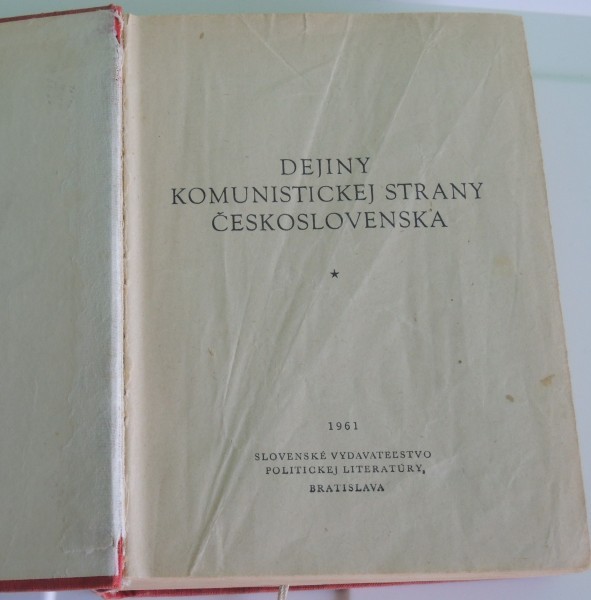 DEJINY
KOMUNISTICKEJ STRANY
ČESKOSLOVENSKA
★
1961
SLOVENSKÉ VYDAVATEĽSTVO
POLITICKEJ LITERATÚRY,
BRATISLAVA